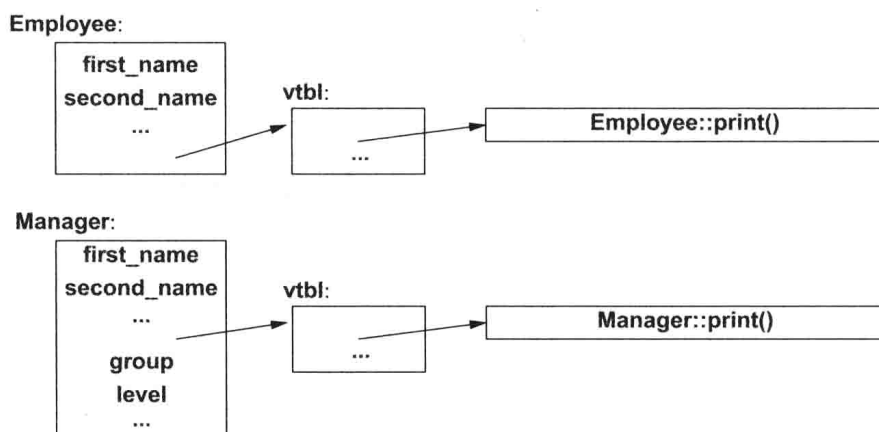 Employee:
first_name
second_name
...
vtbl:
...
Employee::print()
Manager:
first_name
second_name
...
group
level
...
vtbl:
...
Manager::print()